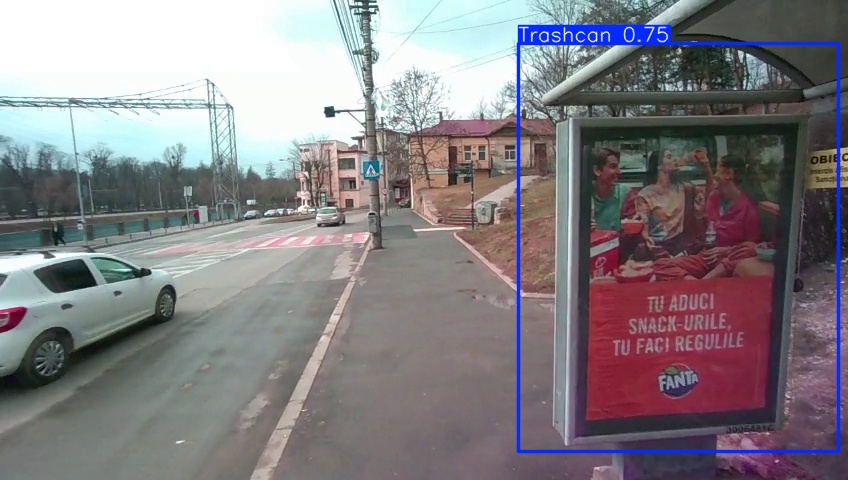 Trashcan 0.75
OBIEC
TU ADUCI
SNACK-URILE,
TU FACI REGULILE
FANTA